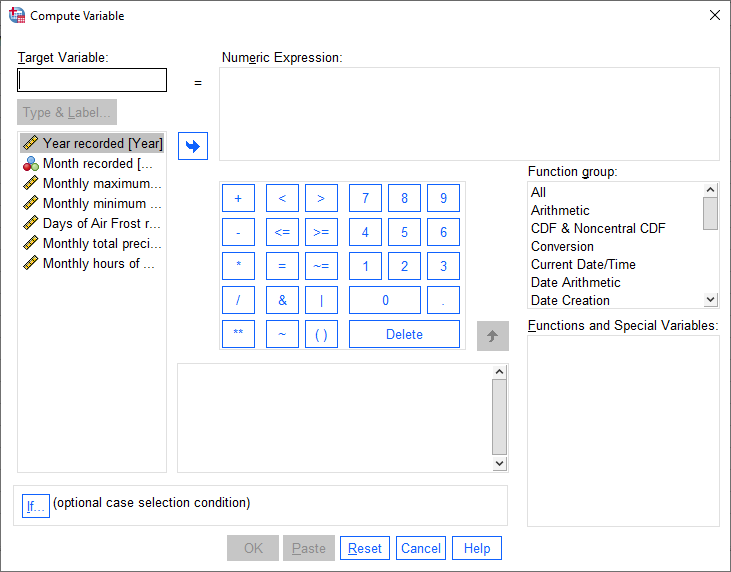 Compute Variable
Target Variable:
=
Numeric Expression:
Type & Label...
Year recorded [Year]
Month recorded [...
Monthly maximum...
Monthly minimum ...
Days of Air Frost r...
Monthly total preci...
Monthly hours of ...
+ < > 7 8 9
- <= >= 4 5 6
* = ~= 1 2 3
/ & | 0 .
** ~ ( ) Delete
Function group:
All
Arithmetic
CDF & Noncentral CDF
Conversion
Current Date/Time
Date Arithmetic
Date Creation
Functions and Special Variables:
If... (optional case selection condition)
OK Paste Reset Cancel Help